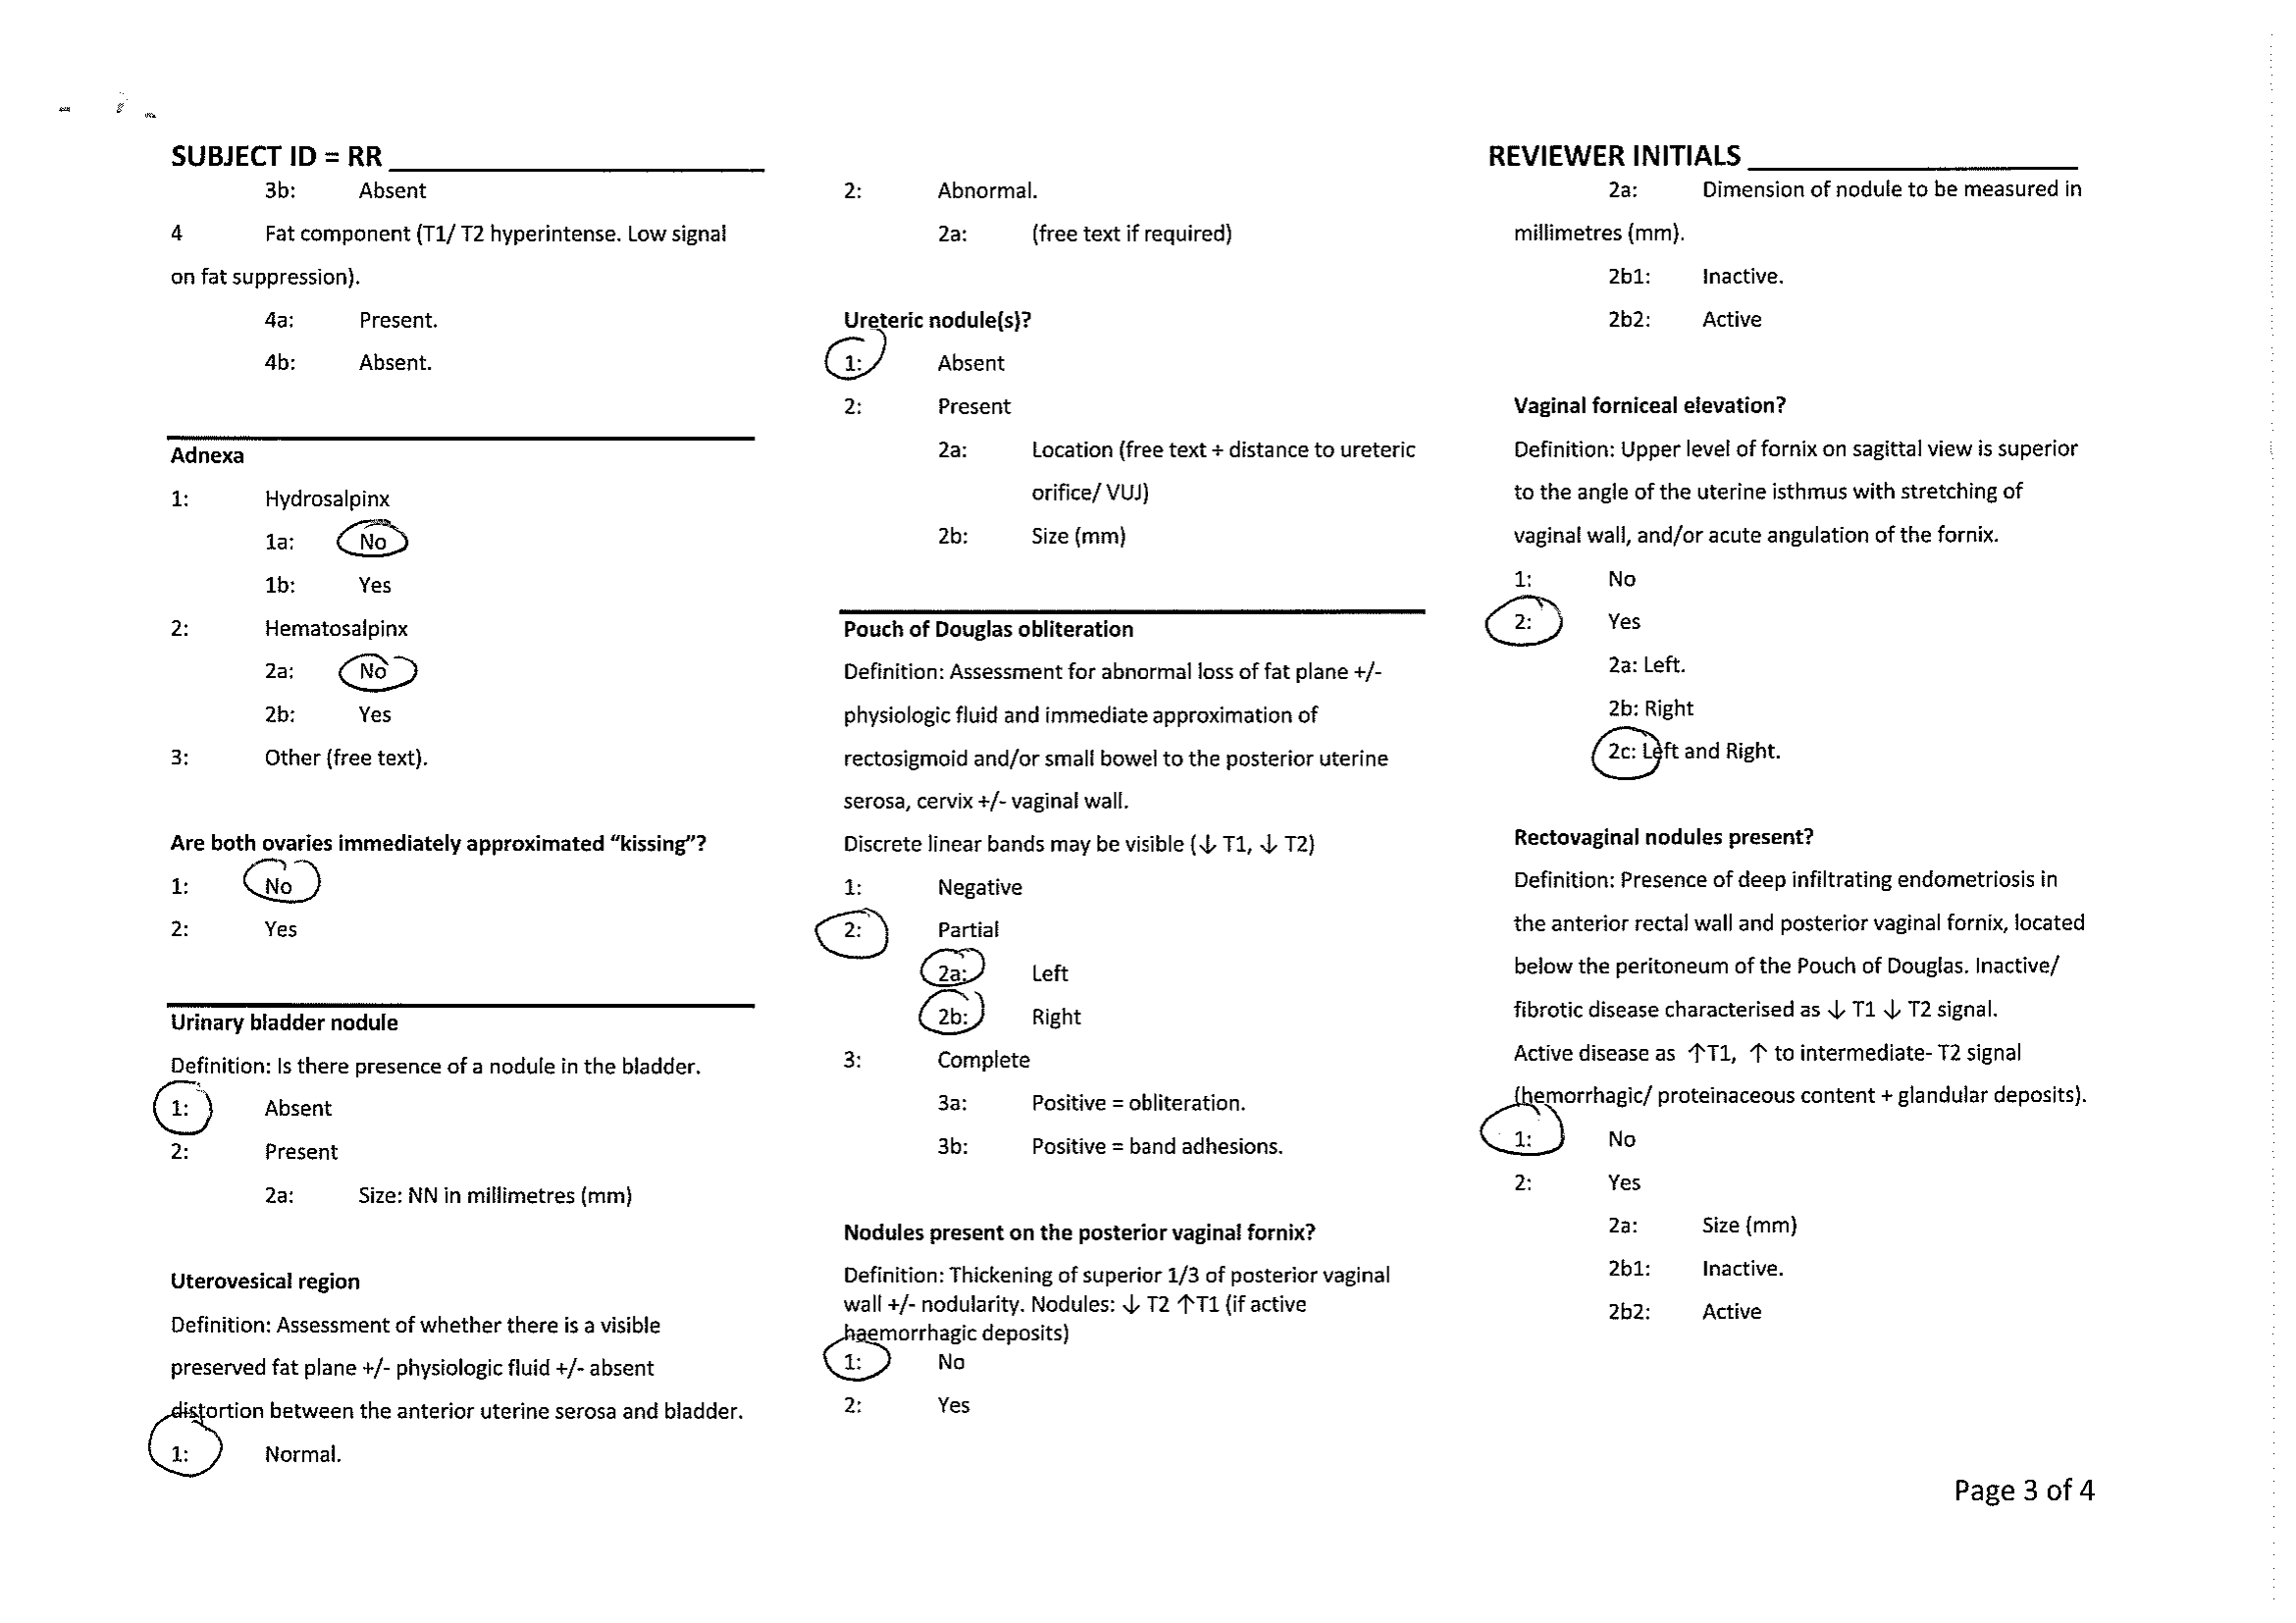 SUBJECT ID = RR
REVIEWER INITIALS
3b: Absent
4 Fat component (T1/ T2 hyperintense. Low signal
on fat suppression).
4a: Present.
4b: Absent.
Adnexa
1: Hydrosalpinx
1a: No
1b: Yes
2: Hematosalpinx
2a: No
2b: Yes
3: Other (free text).
Are both ovaries immediately approximated “kissing”?
1: No
2: Yes
Urinary bladder nodule
Definition: Is there presence of a nodule in the bladder.
1: Absent
2: Present
2a: Size: NN in millimetres (mm)
Uterovesical region
Definition: Assessment of whether there is a visible
preserved fat plane +/- physiologic fluid +/- absent
distortion between the anterior uterine serosa and bladder.
1: Normal.
2: Abnormal.
2a: (free text if required)
Ureteric nodule(s)?
1: Absent
2: Present
2a: Location (free text + distance to ureteric
orifice/ VUJ)
2b: Size (mm)
Pouch of Douglas obliteration
Definition: Assessment for abnormal loss of fat plane +/-
physiologic fluid and immediate approximation of
rectosigmoid and/or small bowel to the posterior uterine
serosa, cervix +/- vaginal wall.
Discrete linear bands may be visible (↓ T1, ↓ T2)
1: Negative
2: Partial
2a: Left
2b: Right
3: Complete
3a: Positive = obliteration.
3b: Positive = band adhesions.
Nodules present on the posterior vaginal fornix?
Definition: Thickening of superior 1/3 of posterior vaginal
wall +/- nodularity. Nodules: ↓ T2 ↑T1 (if active
haemorrhagic deposits)
1: No
2: Yes
2a: Dimension of nodule to be measured in
millimetres (mm).
2b1: Inactive.
2b2: Active
Vaginal forniceal elevation?
Definition: Upper level of fornix on sagittal view is superior
to the angle of the uterine isthmus with stretching of
vaginal wall, and/or acute angulation of the fornix.
1: No
2: Yes
2a: Left.
2b: Right
2c: Left and Right.
Rectovaginal nodules present?
Definition: Presence of deep infiltrating endometriosis in
the anterior rectal wall and posterior vaginal fornix, located
below the peritoneum of the Pouch of Douglas. Inactive/
fibrotic disease characterised as ↓ T1 ↓ T2 signal.
Active disease as ↑T1, ↑ to intermediate- T2 signal
(hemorrhagic/ proteinaceous content + glandular deposits).
1: No
2: Yes
2a: Size (mm)
2b1: Inactive.
2b2: Active
Page 3 of 4